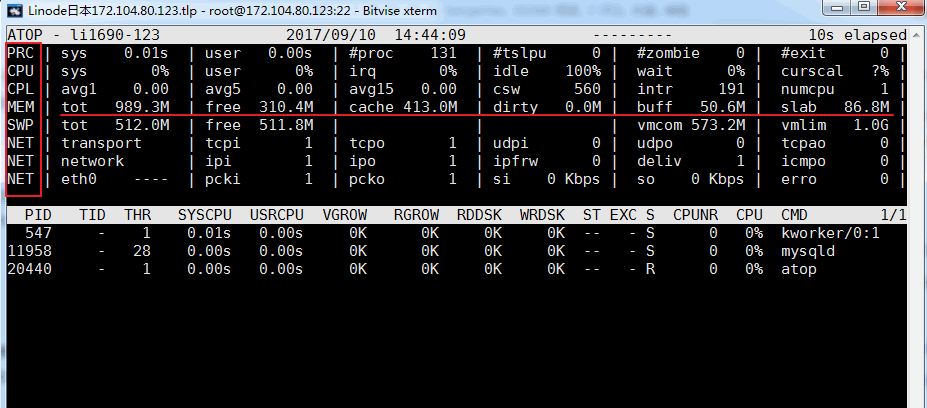 Linode日本172.104.80.123.tlp - root@172.104.80.123:22 - Bitvise xterm
ATOP - li1690-123 2017/09/10 14:44:09 --------- 10s elapsed
PRC | sys 0.01s | user 0.00s | #proc 131 | #tslpu 0 | #zombie 0 | #exit 0 |
CPU | sys 0% | user 0% | irq 0% | idle 100% | wait 0% | curscal ?% |
CPL | avg1 0.00 | avg5 0.00 | avg15 0.00 | csw 560 | intr 191 | numcpu 1 |
MEM | tot 989.3M | free 310.4M | cache 413.0M | dirty 0.0M | buff 50.6M | slab 86.8M |
SWP | tot 512.0M | free 511.8M | | | vmcom 573.2M | vmlim 1.0G |
NET | transport | tcpi 1 | tcpo 1 | udpi 0 | udpo 0 | tcpao 0 |
NET | network | ipi 1 | ipo 1 | ipfrw 0 | deliv 1 | icmpo 0 |
NET | eth0 ---- | pcki 1 | pcko 1 | si 0 Kbps | so 0 Kbps | erro 0 |
PID TID THR SYSCPU USRCPU VGROW RGROW RDDSK WRDSK ST EXC S CPUNR CPU CMD 1/1
547 - 1 0.01s 0.00s 0K 0K 0K 0K -- - S 0 0% kworker/0:1
11958 - 28 0.00s 0.00s 0K 0K 0K 0K -- - S 0 0% mysqld
20440 - 1 0.00s 0.00s 0K 0K 0K 0K -- - R 0 0% atop